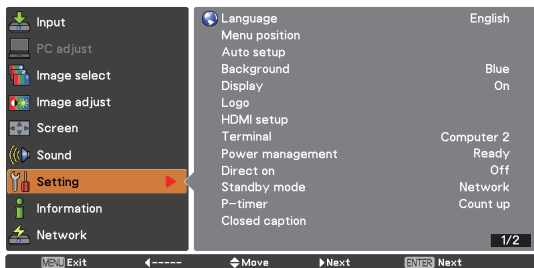 Input
PC adjust
Image select
Image adjust
Screen
Sound
Setting
Information
Network
Language English
Menu position
Auto setup
Background Blue
Display On
Logo
HDMI setup
Terminal Computer 2
Power management Ready
Direct on Off
Standby mode Network
P-timer Count up
Closed caption
1/2
MENU Exit ◀----- Move ▶Next ENTER Next